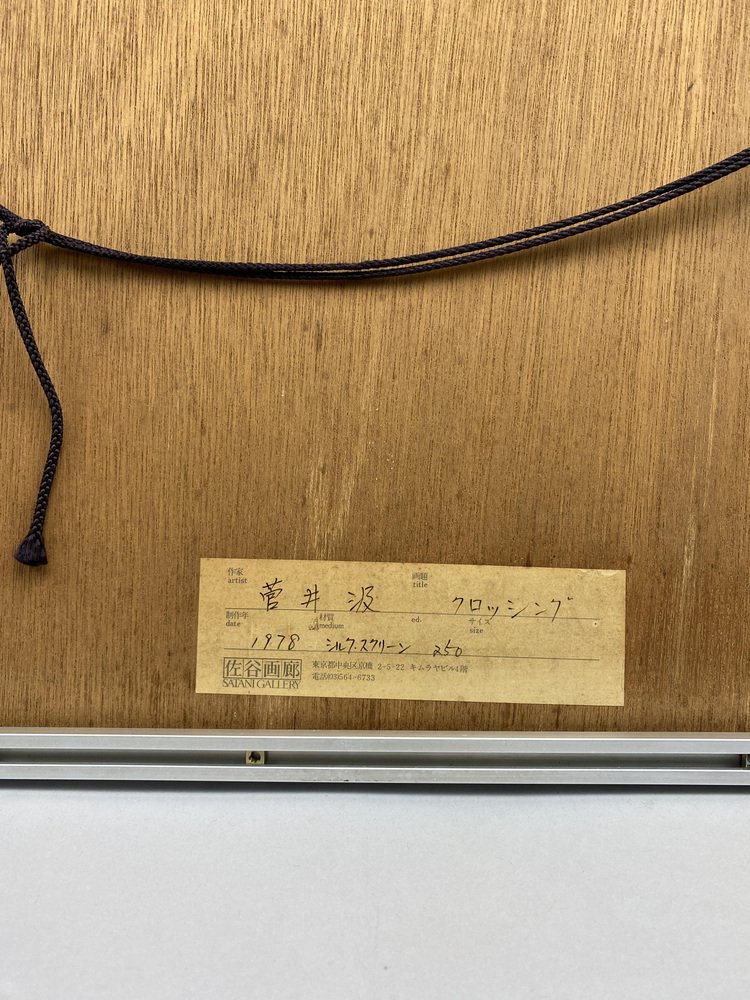 作家 画題
artist title
菅井 汲 クロッシング
制作年 材質 ed. サイズ
date medium size
1978 シルクスクリーン 250
佐谷画廊 東京都中央区京橋 2-5-22 キムラヤビル4階
SATANI GALLERY 電話(03)564-6733